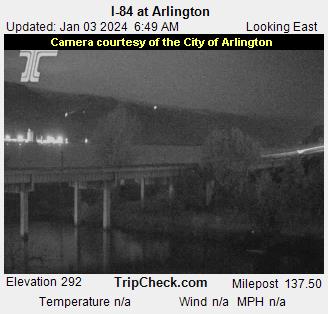 I-84 at Arlington
Updated: Jan 03 2024 6:49 AM Looking East
Camera courtesy of the City of Arlington
Elevation 292 TripCheck.com Milepost 137.50
Temperature n/a Wind n/a MPH n/a